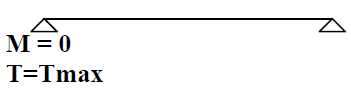 M = 0
T=Tmax